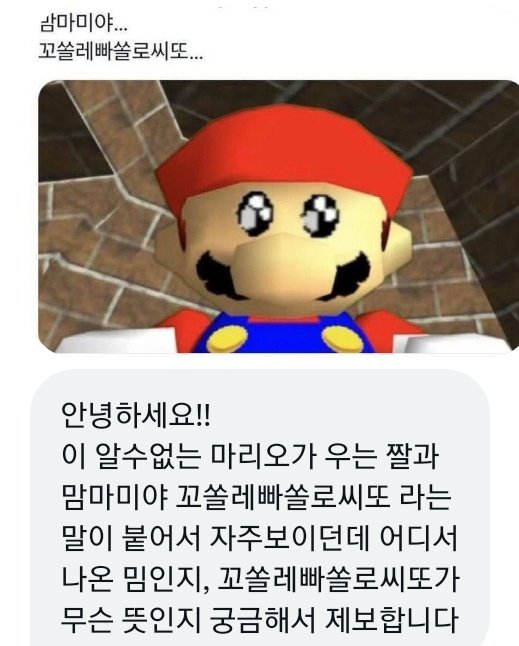 맘마미야...
꼬쏠레빠쏠로씨또...
안녕하세요!!
이 알수없는 마리오가 우는 짤과
맘마미야 꼬쏠레빠쏠로씨또 라는
말이 붙어서 자주보이던데 어디서
나온 밈인지, 꼬쏠레빠쏠로씨또가
무슨 뜻인지 궁금해서 제보합니다